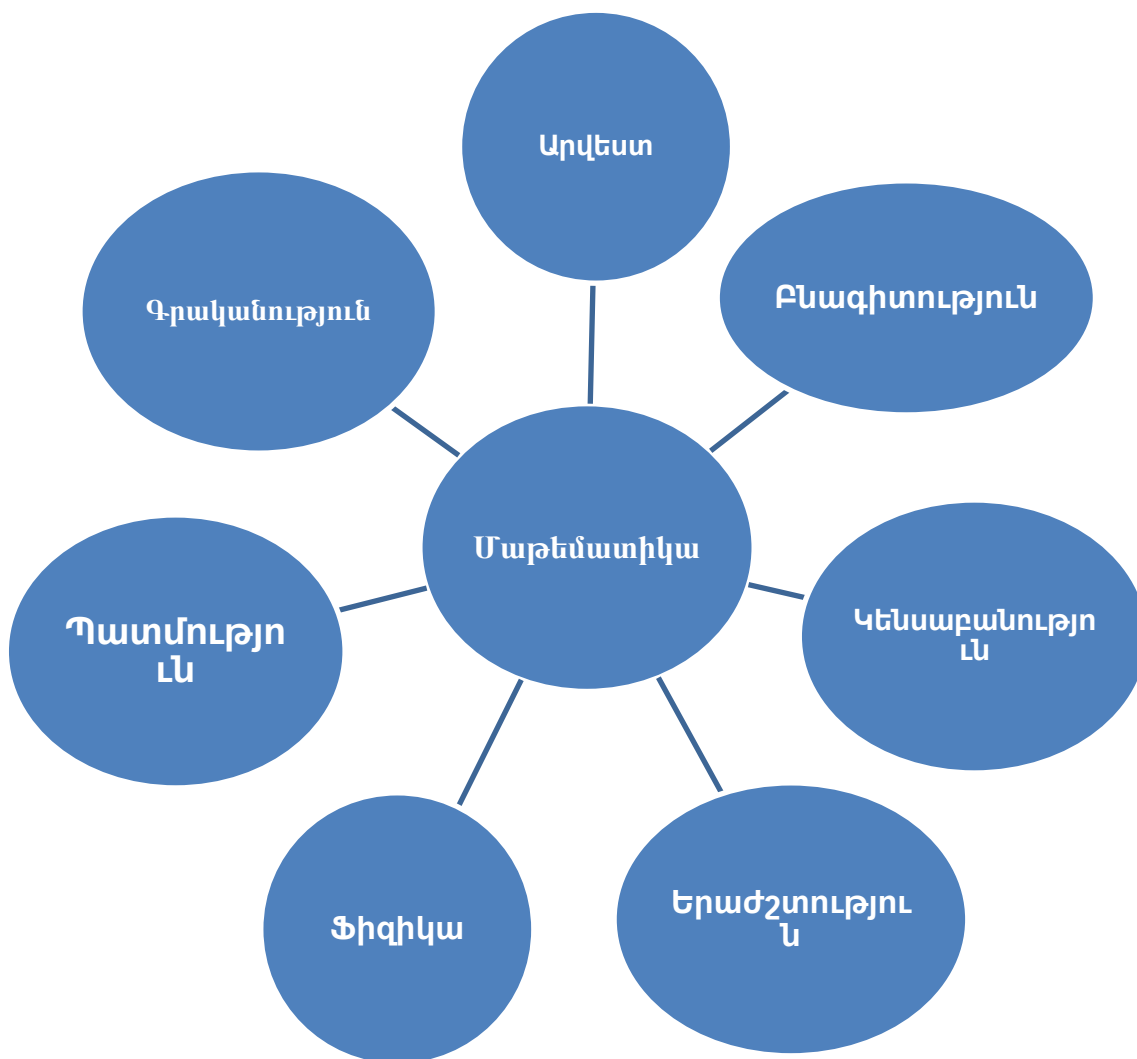 Արվեստ
Գրականություն
Բնագիտություն
Մաթեմատիկա
Պատմությո
ւն
Կենսաբանությո
ւն
Երաժշտությու
ն
Ֆիզիկա